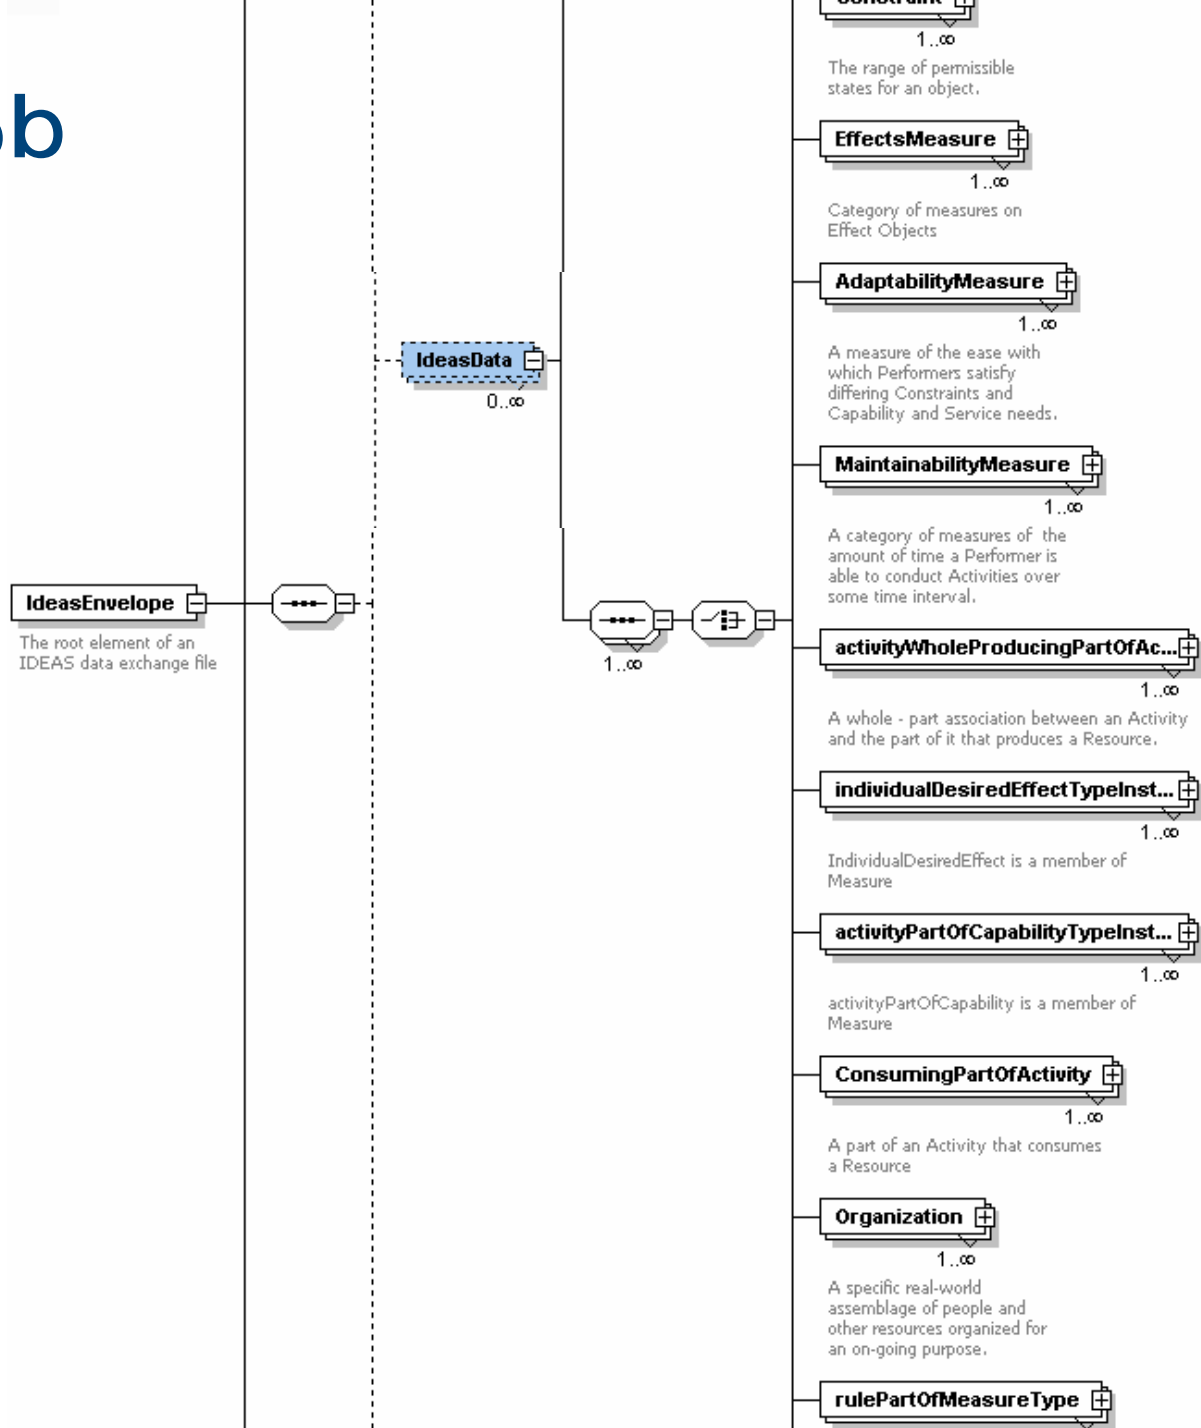 ob
Constraint
1..∞
The range of permissible
states for an object.
EffectsMeasure
1..∞
Category of measures on
Effect Objects
AdaptabilityMeasure
1..∞
A measure of the ease with
which Performers satisfy
differing Constraints and
Capability and Service needs.
IdeasData
0..∞
MaintainabilityMeasure
1..∞
A category of measures of the
amount of time a Performer is
able to conduct Activities over
some time interval.
IdeasEnvelope
The root element of an
IDEAS data exchange file
1..∞
activityWholeProducingPartOfAc...
1..∞
A whole - part association between an Activity
and the part of it that produces a Resource.
individualDesiredEffectTypeInst...
1..∞
IndividualDesiredEffect is a member of
Measure
activityPartOfCapabilityTypeInst...
1..∞
activityPartOfCapability is a member of
Measure
ConsumingPartOfActivity
1..∞
A part of an Activity that consumes
a Resource
Organization
1..∞
A specific real-world
assemblage of people and
other resources organized for
an on-going purpose.
rulePartOfMeasureType